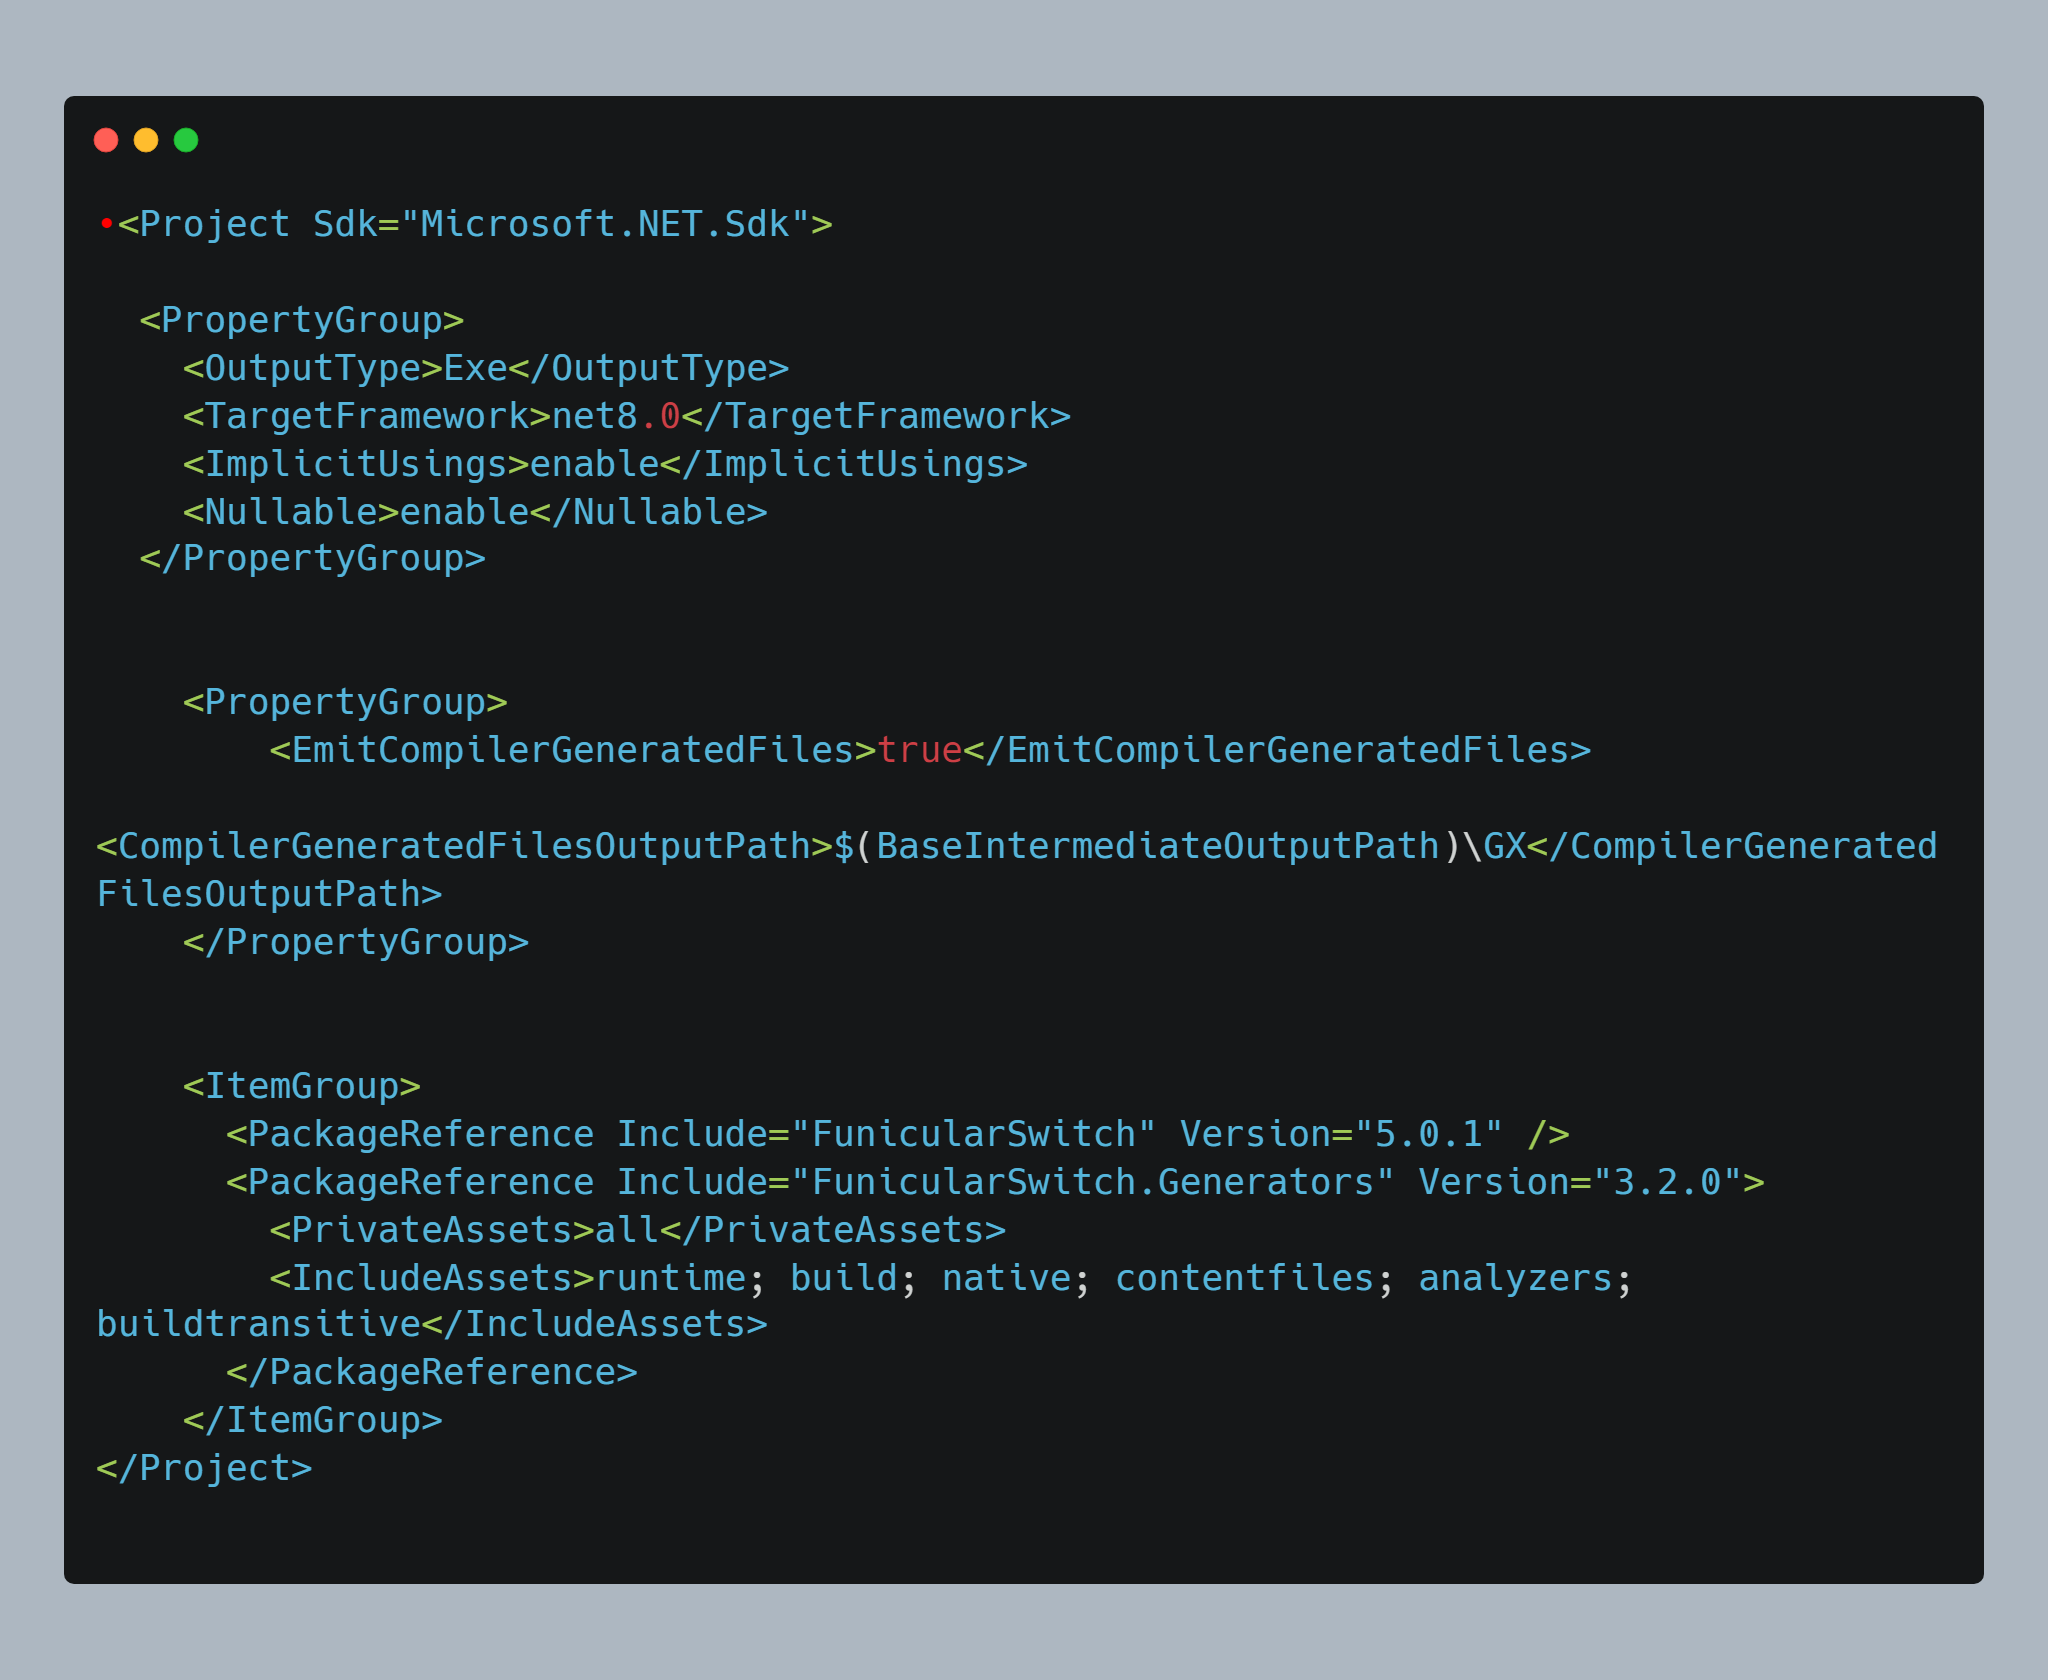 •<Project Sdk="Microsoft.NET.Sdk">
<PropertyGroup>
<OutputType>Exe</OutputType>
<TargetFramework>net8.0</TargetFramework>
<ImplicitUsings>enable</ImplicitUsings>
<Nullable>enable</Nullable>
</PropertyGroup>
<PropertyGroup>
<EmitCompilerGeneratedFiles>true</EmitCompilerGeneratedFiles>
<CompilerGeneratedFilesOutputPath>$(BaseIntermediateOutputPath)\GX</CompilerGenerated
FilesOutputPath>
</PropertyGroup>
<ItemGroup>
<PackageReference Include="FunicularSwitch" Version="5.0.1" />
<PackageReference Include="FunicularSwitch.Generators" Version="3.2.0">
<PrivateAssets>all</PrivateAssets>
<IncludeAssets>runtime; build; native; contentfiles; analyzers;
buildtransitive</IncludeAssets>
</PackageReference>
</ItemGroup>
</Project>